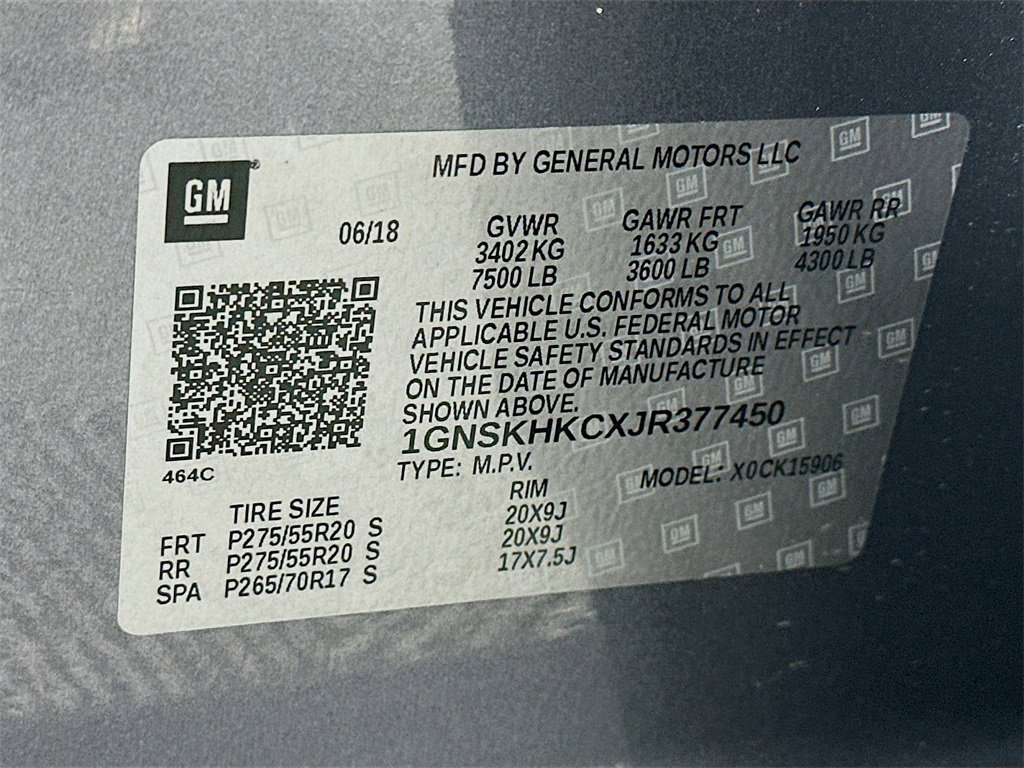 GM
MFD BY GENERAL MOTORS LLC
06/18
GVWR GAWR FRT GAWR RR
3402 KG 1633 KG 1950 KG
7500 LB 3600 LB 4300 LB
THIS VEHICLE CONFORMS TO ALL
APPLICABLE U.S. FEDERAL MOTOR
VEHICLE SAFETY STANDARDS IN EFFECT
ON THE DATE OF MANUFACTURE
SHOWN ABOVE.
1GNSKHKCXJR377450
464C
TYPE: M.P.V. MODEL: X0CK15906
TIRE SIZE RIM
FRT P275/55R20 S 20X9J
RR P275/55R20 S 20X9J
SPA P265/70R17 S 17X7.5J